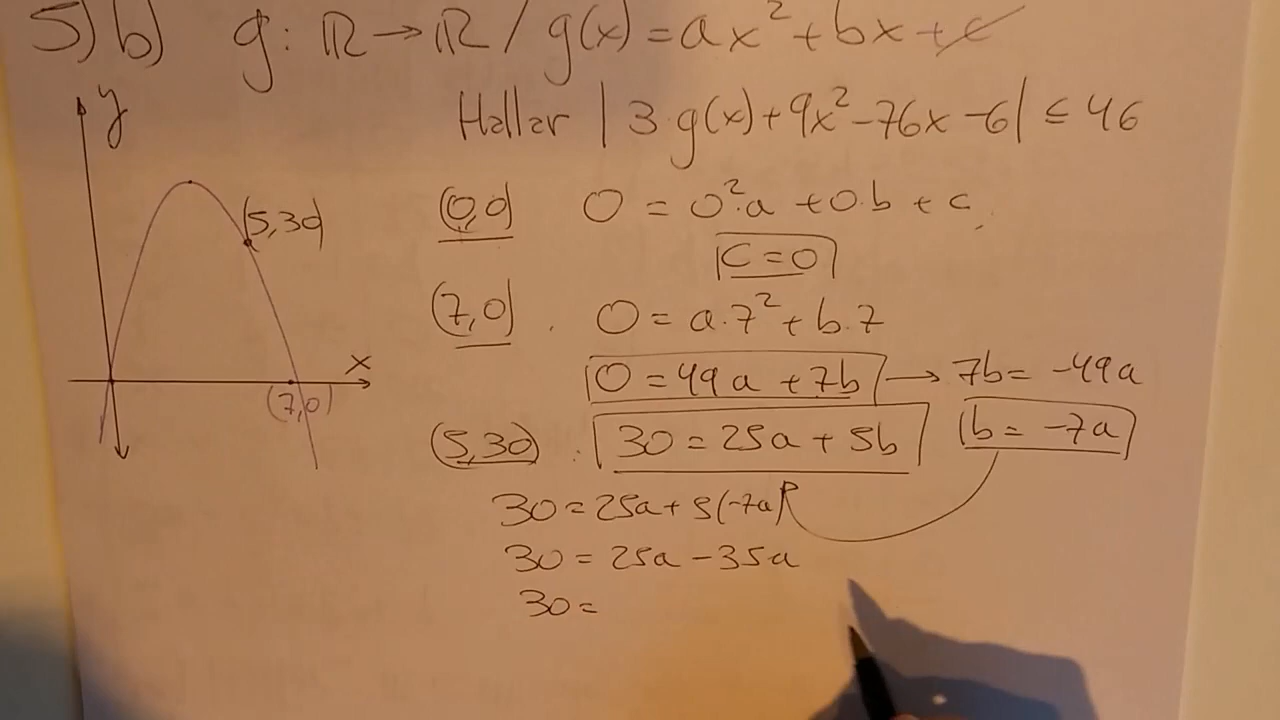 5)b) g: ℝ → ℝ / g(x) = ax² + bx + c
Hallar | 3·g(x) + 9x² - 76x - 6| ≤ 46
y
(5,30)
x
(7,0)
(0,0) 0 = 0²·a + 0·b + c
C = 0
(7,0) 0 = a·7² + b·7
0 = 49a + 7b → 7b = -49a
(5,30) 30 = 25a + 5b b = -7a
30 = 25a + 5(-7a)
30 = 25a - 35a
30 =